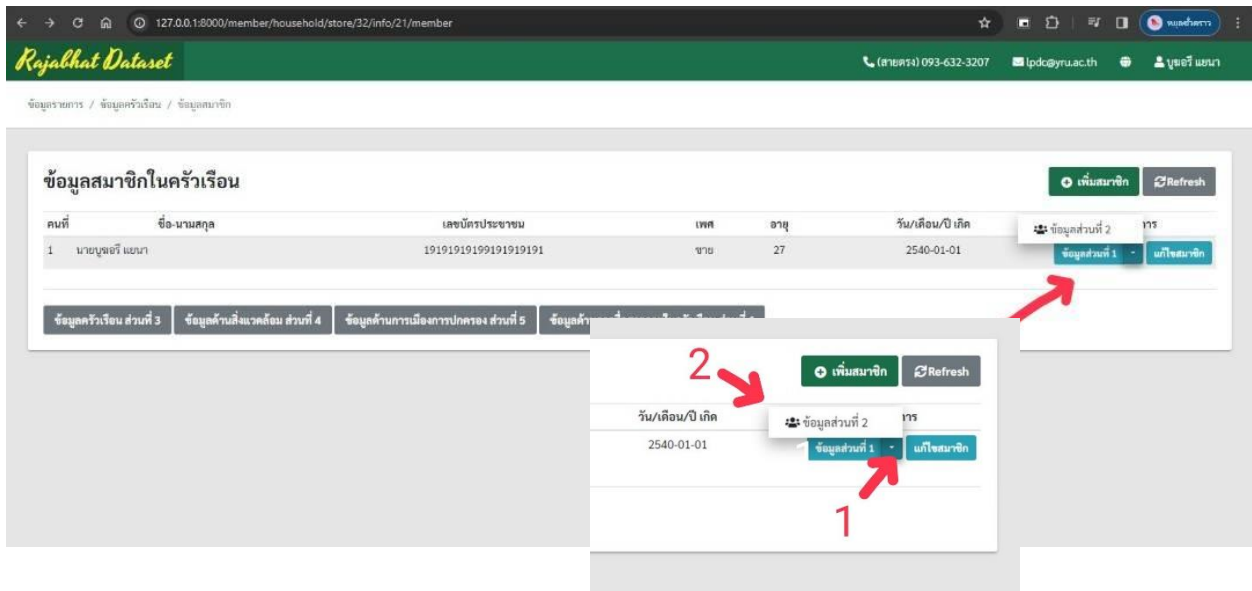 127.0.0.1:8000/member/household/store/32/info/21/member
Rajabhat Dataset
(สายตรง) 093-632-3207 lpdc@yru.ac.th บูฆอรี แยนา
ข้อมูลรายการ / ข้อมูลครัวเรือน / ข้อมูลสมาชิก
ข้อมูลสมาชิกในครัวเรือน
เพิ่มสมาชิก Refresh
คนที่ ชื่อ-นามสกุล เลขบัตรประชาชน เพศ อายุ วัน/เดือน/ปี เกิด
ข้อมูลส่วนที่ 2
1 นายบูฆอรี แยนา 19191919199191919191 ชาย 27 2540-01-01 ข้อมูลส่วนที่ 1 แก้ไขสมาชิก
ข้อมูลครัวเรือน ส่วนที่ 3 ข้อมูลด้านสิ่งแวดล้อม ส่วนที่ 4 ข้อมูลด้านการเมืองการปกครอง ส่วนที่ 5
2
เพิ่มสมาชิก Refresh
วัน/เดือน/ปี เกิด
ข้อมูลส่วนที่ 2
2540-01-01 ข้อมูลส่วนที่ 1 แก้ไขสมาชิก
1